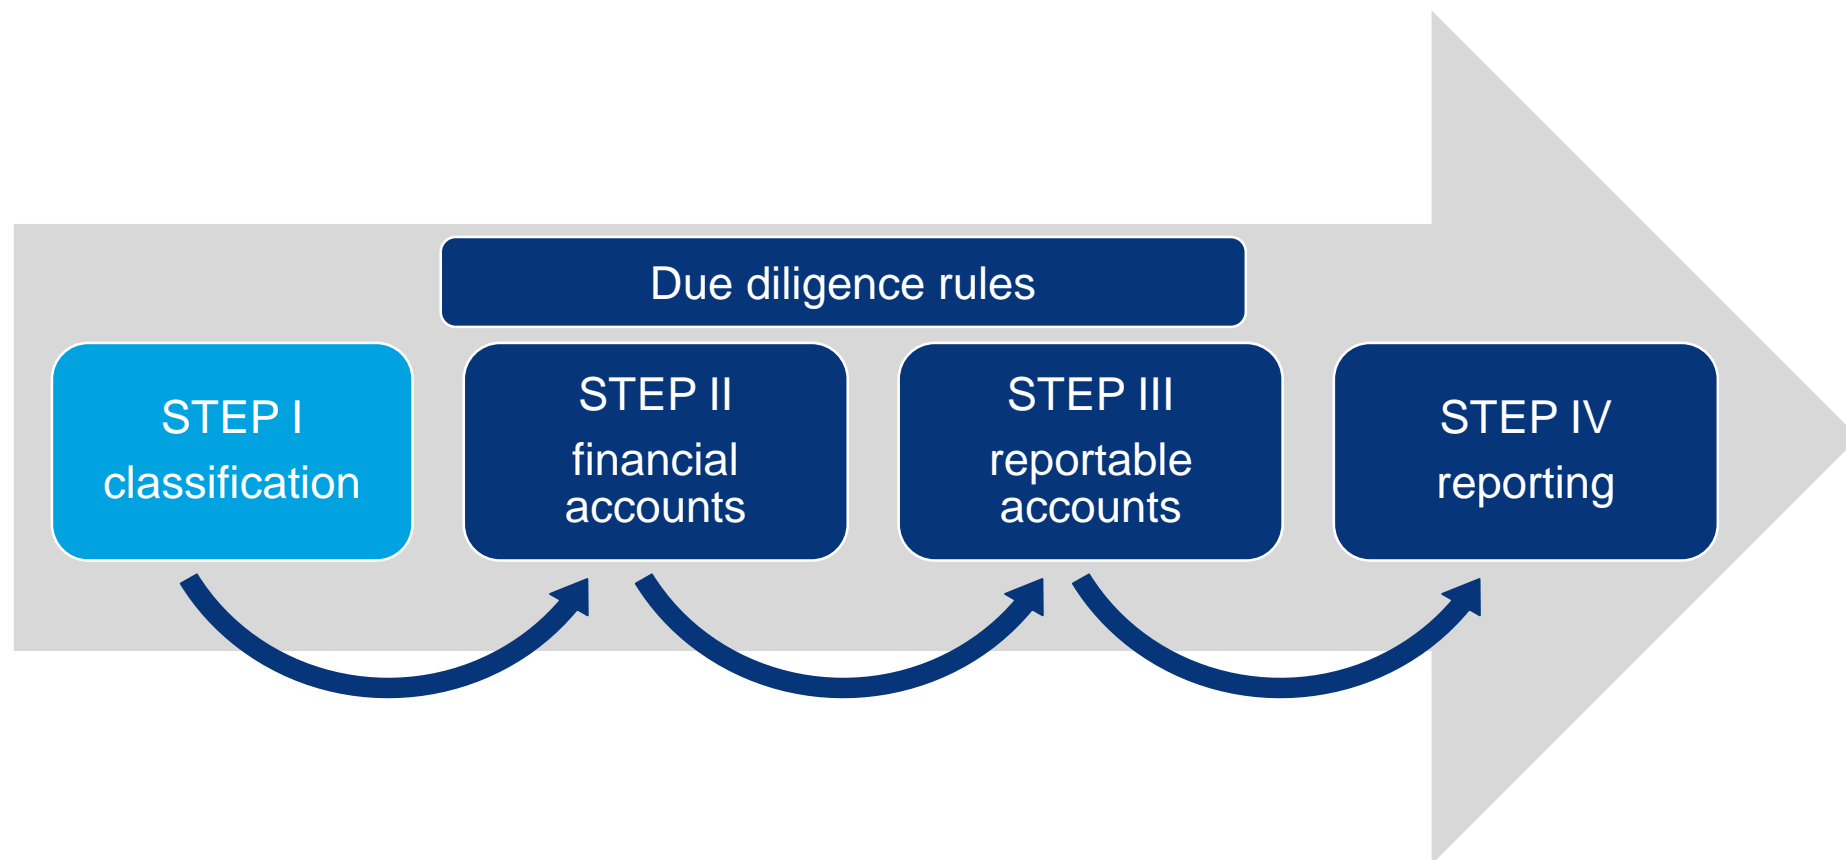 Due diligence rules
STEP I
classification
STEP II
financial
accounts
STEP III
reportable
accounts
STEP IV
reporting